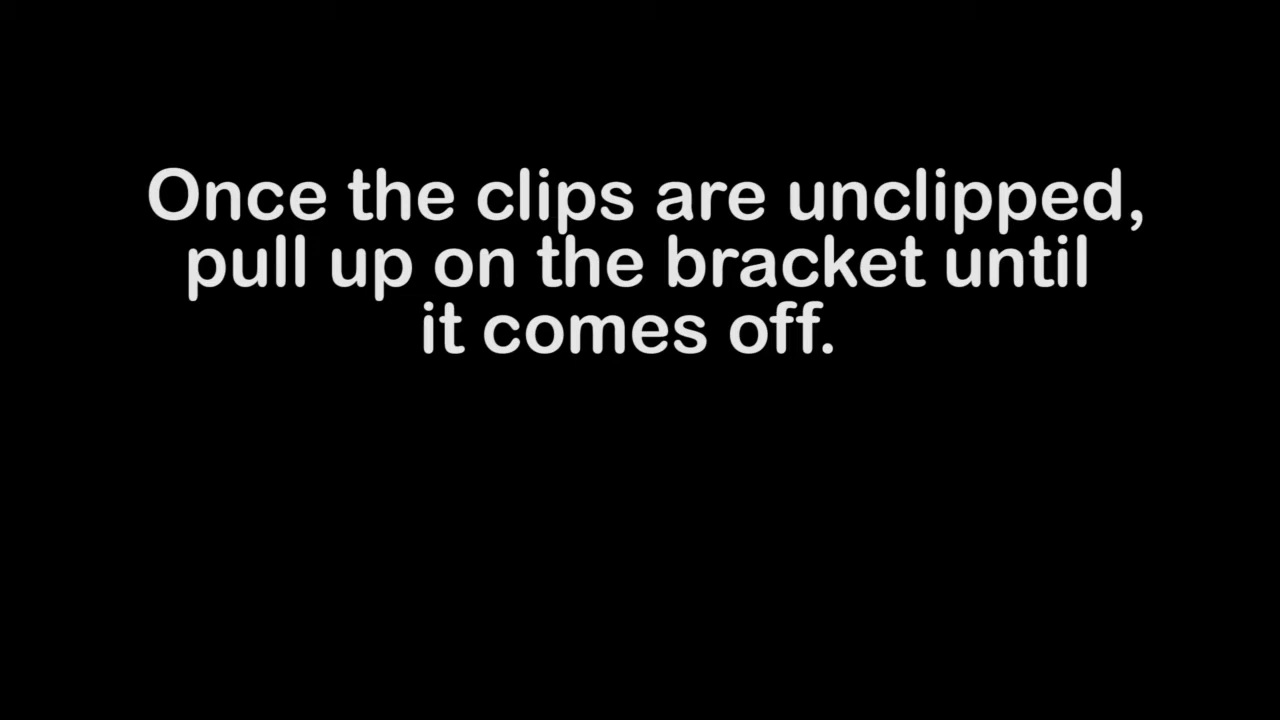 Once the clips are unclipped,
pull up on the bracket until
it comes off.